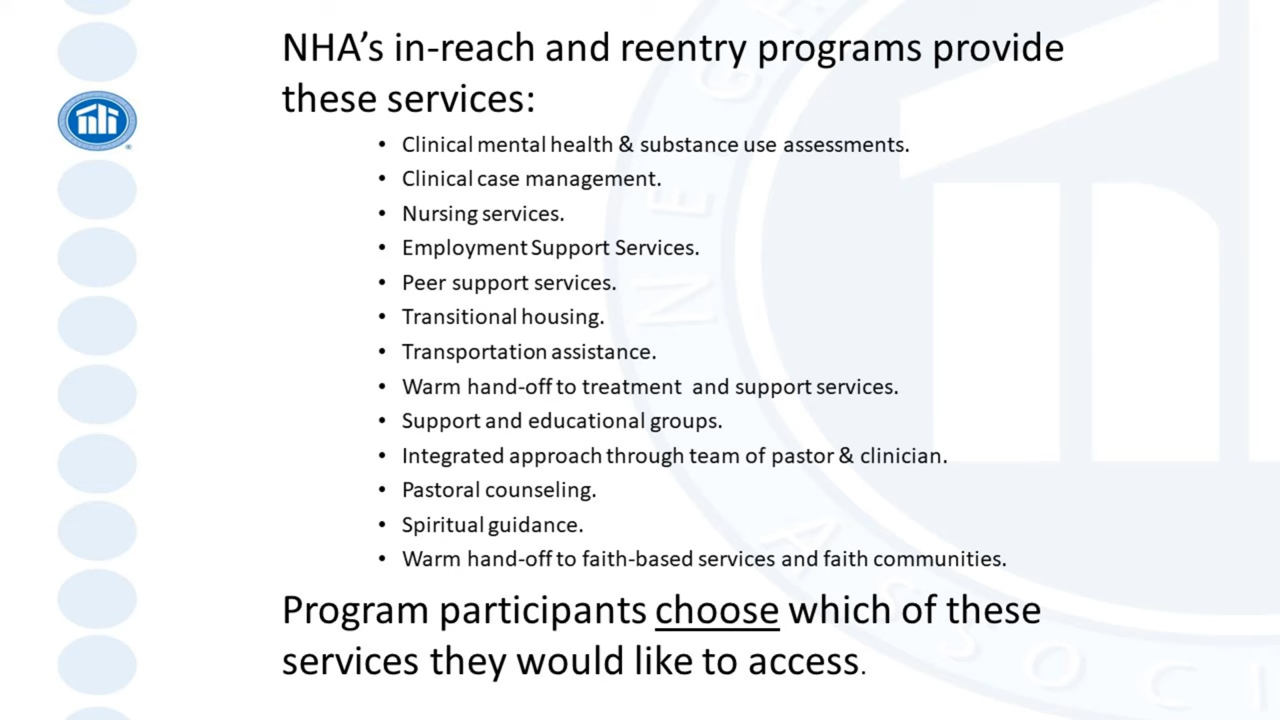 NHA’s in-reach and reentry programs provide
these services:
• Clinical mental health & substance use assessments.
• Clinical case management.
• Nursing services.
• Employment Support Services.
• Peer support services.
• Transitional housing.
• Transportation assistance.
• Warm hand-off to treatment  and support services.
• Support and educational groups.
• Integrated approach through team of pastor & clinician.
• Pastoral counseling.
• Spiritual guidance.
• Warm hand-off to faith-based services and faith communities.
Program participants choose which of these
services they would like to access.